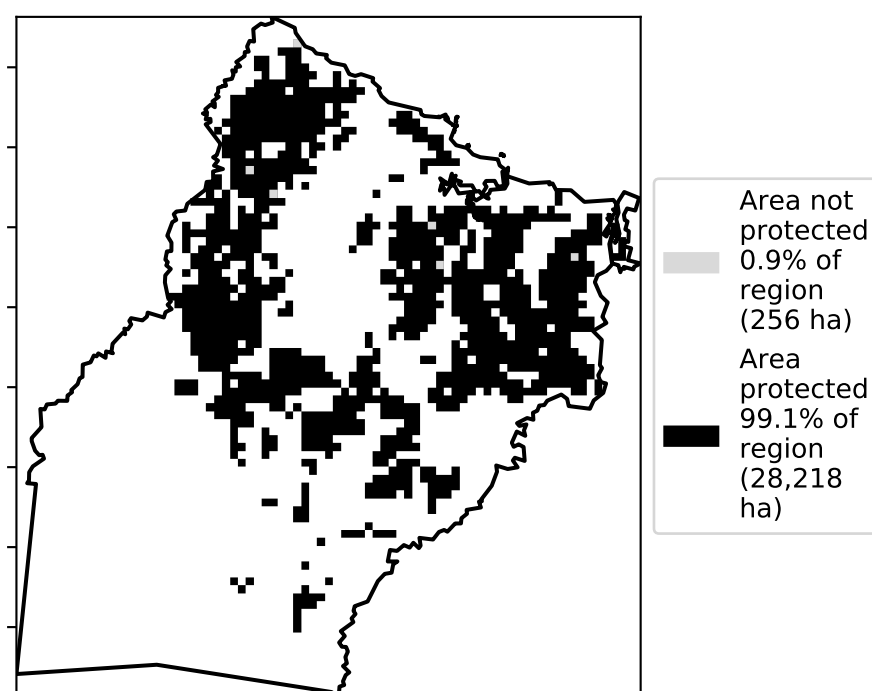 Area not
protected
0.9% of
region
(256 ha)
Area
protected
99.1% of
region
(28,218
ha)